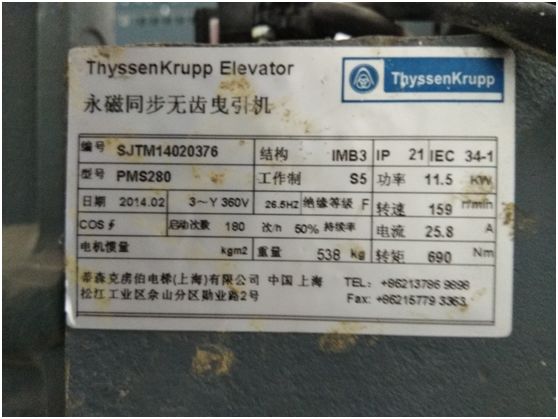 ThyssenKrupp Elevator
ThyssenKrupp
永磁同步无齿曳引机
编号 SJTM14020376 结构 IMB3 IP 21 IEC 34-1
型号 PMS280 工作制 S5 功率 11.5 KW
日期 2014.02 3～Y 360V 26.5HZ 绝缘等级 F 转速 159 r/min
COS∮ 启动次数 180 次/h 50% 持续率 电流 25.8 A
电机惯量 kgm2 重量 538 kg 转矩 690 Nm
蒂森克虏伯电梯(上海)有限公司 中国 上海 TEL: +86213786 9898
松江工业区佘山分区勋业路2号 Fax: +86215779 3363